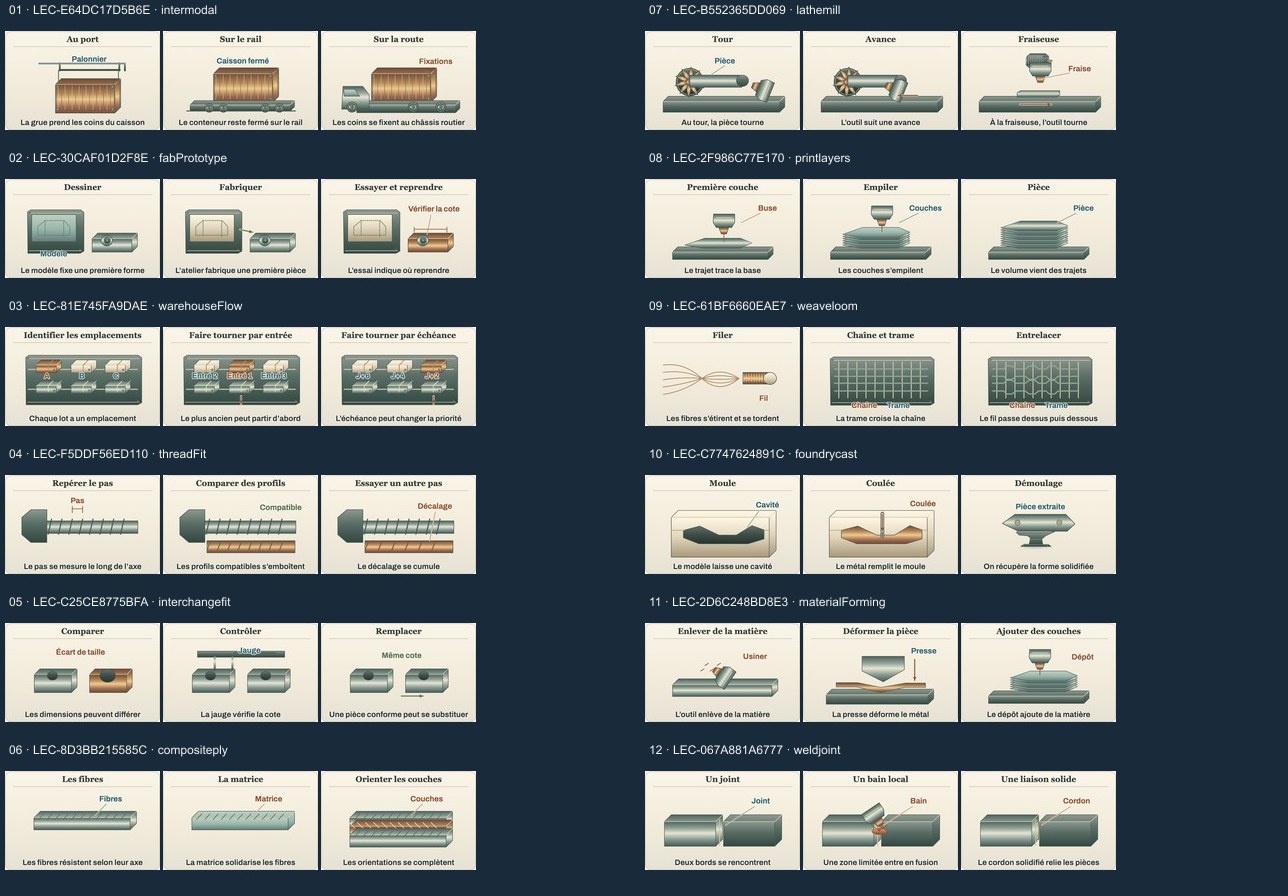 01 · LEC-E64DC17D5B6E · intermodal
Au port
Sur le rail
Sur la route
Palonnier
Caisson fermé
Fixations
La grue prend les coins du caisson
Le conteneur reste fermé sur le rail
Les coins se fixent au châssis routier
02 · LEC-30CAF01D2F8E · fabPrototype
Dessiner
Fabriquer
Essayer et reprendre
Vérifier la cote
Modèle
Le modèle fixe une première forme
L'atelier fabrique une première pièce
L'essai indique où reprendre
03 · LEC-81E745FA9DAE · warehouseFlow
Identifier les emplacements
Faire tourner par entrée
Faire tourner par échéance
A
B
C
Entré 2
Entré 1
Entré 3
J+6
J+4
J+2
Chaque lot a un emplacement
Le plus ancien peut partir d'abord
L'échéance peut changer la priorité
04 · LEC-F5DDF56ED110 · threadFit
Repérer le pas
Comparer des profils
Essayer un autre pas
Pas
Compatible
Décalage
Le pas se mesure le long de l'axe
Les profils compatibles s'emboîtent
Le décalage se cumule
05 · LEC-C25CE8775BFA · interchangefit
Comparer
Contrôler
Remplacer
Écart de taille
Jauge
Même cote
Les dimensions peuvent différer
La jauge vérifie la cote
Une pièce conforme peut se substituer
06 · LEC-8D3BB215585C · compositeply
Les fibres
La matrice
Orienter les couches
Fibres
Matrice
Couches
Les fibres résistent selon leur axe
La matrice solidarise les fibres
Les orientations se complètent
07 · LEC-B552365DD069 · lathemill
Tour
Avance
Fraiseuse
Pièce
Fraise
Au tour, la pièce tourne
L'outil suit une avance
À la fraiseuse, l'outil tourne
08 · LEC-2F986C77E170 · printlayers
Première couche
Empiler
Pièce
Buse
Couches
Pièce
Le trajet trace la base
Les couches s'empilent
Le volume vient des trajets
09 · LEC-61BF6660EAE7 · weaveloom
Filer
Chaîne et trame
Entrelacer
Fil
Chaîne
Trame
Chaîne
Trame
Les fibres s'étirent et se tordent
La trame croise la chaîne
Le fil passe dessus puis dessous
10 · LEC-C7747624891C · foundrycast
Moule
Coulée
Démoulage
Cavité
Coulée
Pièce extraite
Le modèle laisse une cavité
Le métal remplit le moule
On récupère la forme solidifiée
11 · LEC-2D6C248BD8E3 · materialForming
Enlever de la matière
Déformer la pièce
Ajouter des couches
Usiner
Presse
Dépôt
L'outil enlève de la matière
La presse déforme le métal
Le dépôt ajoute de la matière
12 · LEC-067A881A6777 · weldjoint
Un joint
Un bain local
Une liaison solide
Joint
Bain
Cordon
Deux bords se rencontrent
Une zone limitée entre en fusion
Le cordon solidifié relie les pièces